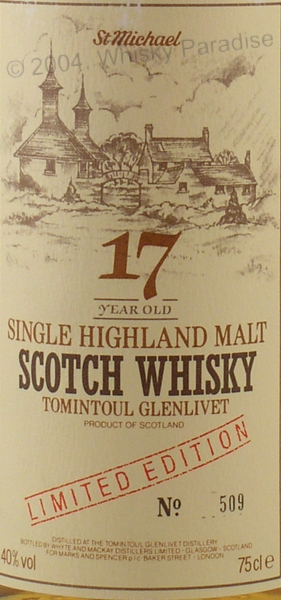 St Michael
© 2004, Whisky Paradise
17
YEAR OLD
SINGLE HIGHLAND MALT
SCOTCH WHISKY
TOMINTOUL GLENLIVET
PRODUCT OF SCOTLAND
LIMITED EDITION
No 509
DISTILLED AT THE TOMINTOUL GLENLIVET DISTILLERY
BOTTLED BY WHYTE AND MACKAY DISTILLERS LIMITED · GLASGOW · SCOTLAND
FOR MARKS AND SPENCER p l c BAKER STREET · LONDON
40% vol 75cl e